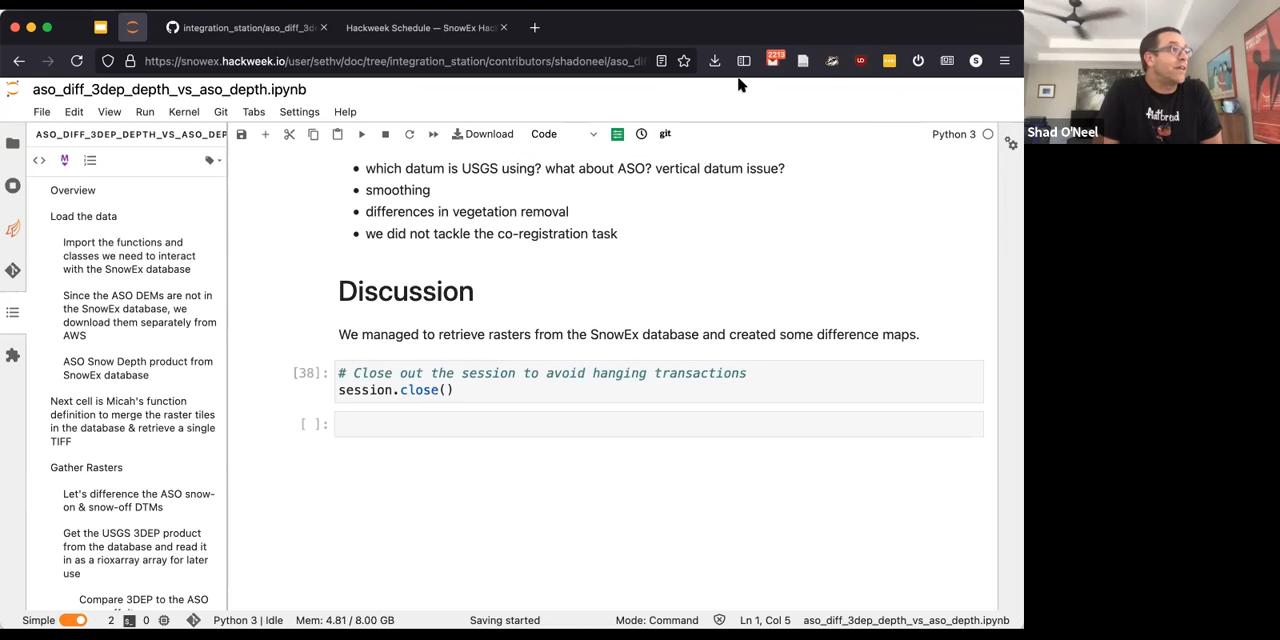 integration_station/aso_diff_3d
Hackweek Schedule — SnowEx Hac
https://snowex.hackweek.io/user/sethv/doc/tree/integration_station/contributors/shadoneel/aso_di
2213
aso_diff_3dep_depth_vs_aso_depth.ipynb
File Edit View Run Kernel Git Tabs Settings Help
ASO_DIFF_3DEP_DEPTH_VS_ASO_DEP
Download Code git Python 3
Overview
Load the data
Import the functions and
classes we need to interact
with the SnowEx database
Since the ASO DEMs are not in
the SnowEx database, we
download them separately from
AWS
ASO Snow Depth product from
SnowEx database
Next cell is Micah's function
definition to merge the raster tiles
in the database & retrieve a single
TIFF
Gather Rasters
Let's difference the ASO snow-
on & snow-off DTMs
Get the USGS 3DEP product
from the database and read it
in as a rioxarray array for later
use
Compare 3DEP to the ASO
• which datum is USGS using? what about ASO? vertical datum issue?
• smoothing
• differences in vegetation removal
• we did not tackle the co-registration task
Discussion
We managed to retrieve rasters from the SnowEx database and created some difference maps.
[38]: # Close out the session to avoid hanging transactions
session.close()
[ ]:
Simple 2 0 Python 3 | Idle Mem: 4.81 / 8.00 GB Saving started Mode: Command Ln 1, Col 5 aso_diff_3dep_depth_vs_aso_depth.ipynb
Shad O'Neel
flatbread